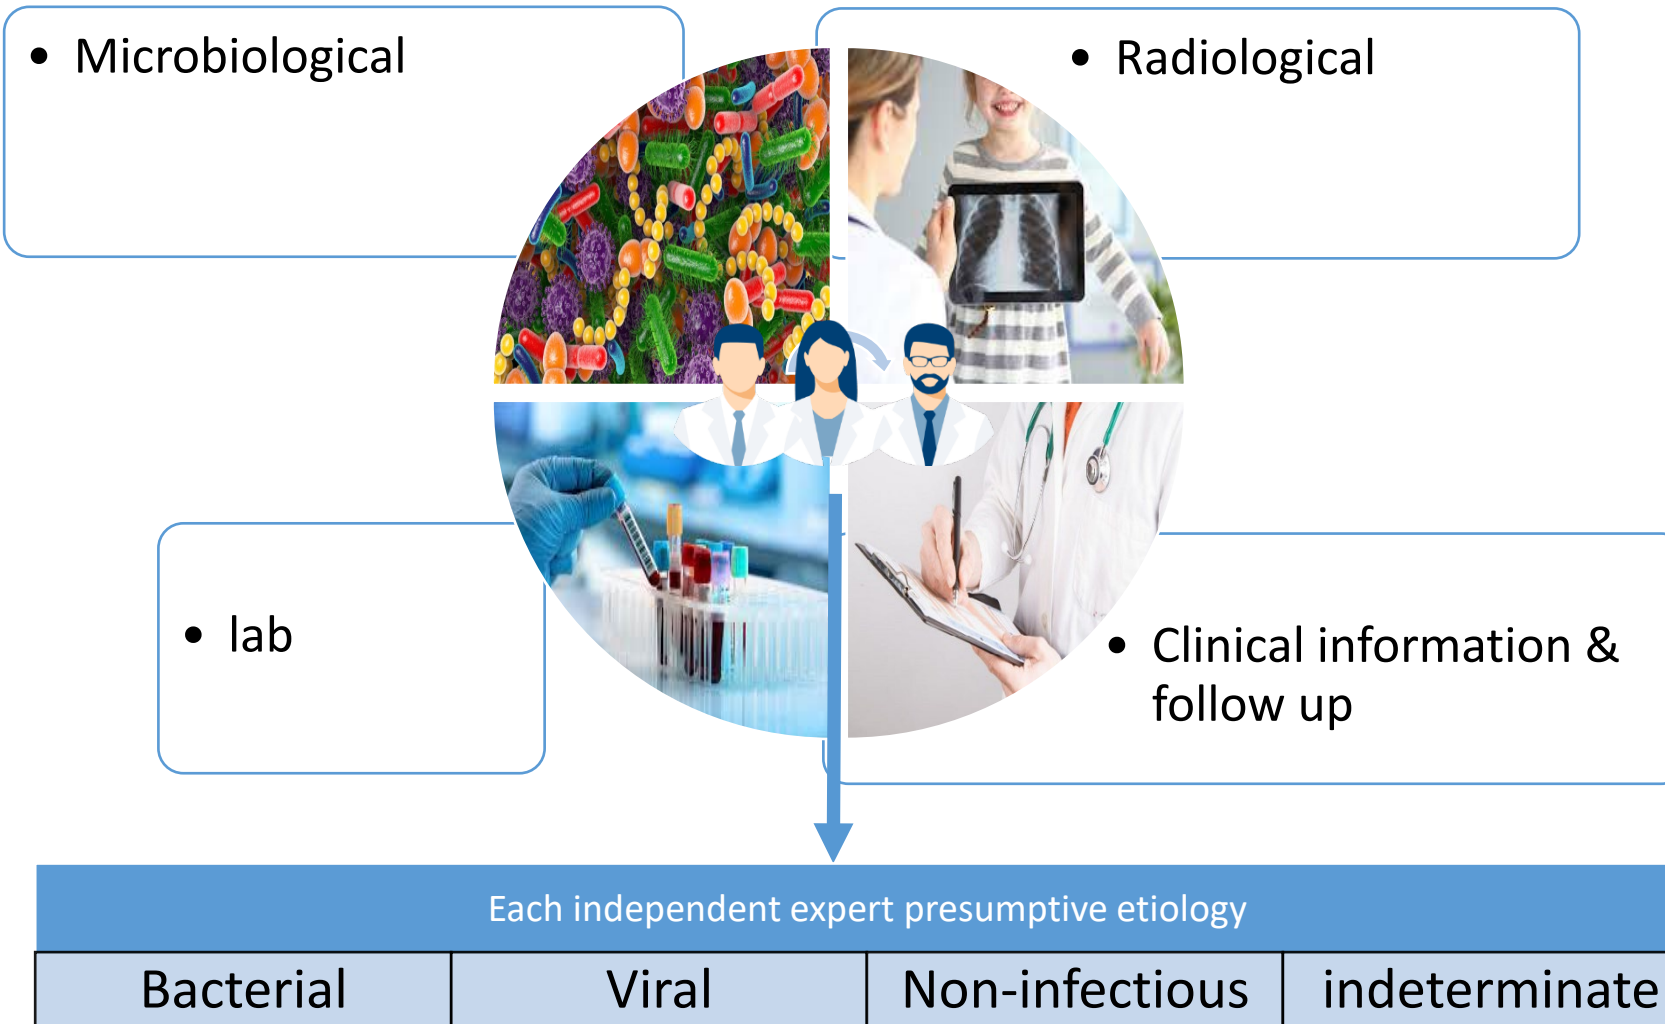 • Microbiological
• Radiological
• lab
• Clinical information &
follow up
Each independent expert presumptive etiology
Bacterial
Viral
Non-infectious
indeterminate